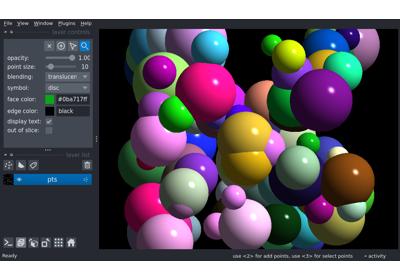 File View Window Plugins Help
layer controls
opacity: 1.00
point size: 10
blending: translucen
symbol: disc
face color: #0ba717ff
edge color: black
display text:
out of slice:
layer list
pts
Ready use <2> for add points, use <3> for select points activity